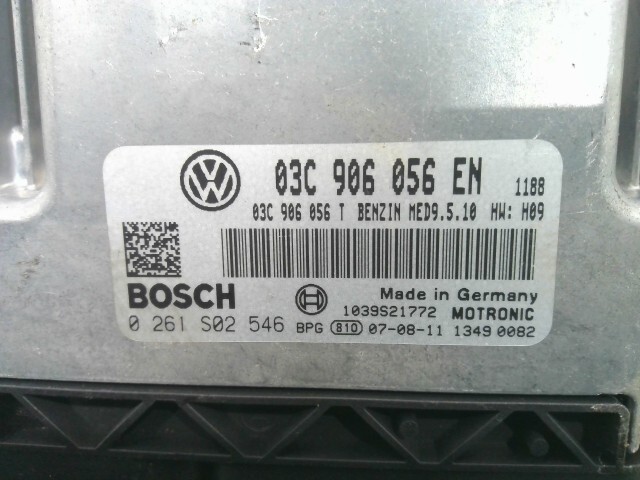 03C 906 056 EN 1188
03C 906 056 T BENZIN MED9.5.10 HW: H09
BOSCH
Made in Germany
1039S21772 MOTRONIC
0 261 S02 546 BPG 810 07-08-11 1349 0082